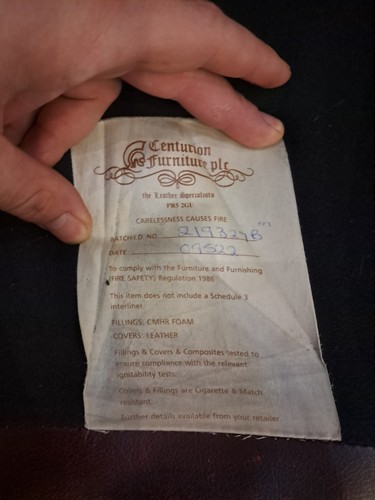 Centurion
Furniture plc
the Leather Specialists
PR5 2GU
CARELESSNESS CAUSES FIRE
BATCH/I.D. NO. 219327B
DATE 09522
To comply with the Furniture and Furnishing
(FIRE SAFETY) Regulation 1988
This item does not include a Schedule 3
interliner.
FILLINGS: CMHR FOAM
COVERS: LEATHER
Fillings & Covers & Composites tested to
ensure compliance with the relevant
ignitability tests.
Covers & Fillings are Cigarette & Match
resistant.
Further details available from your retailer